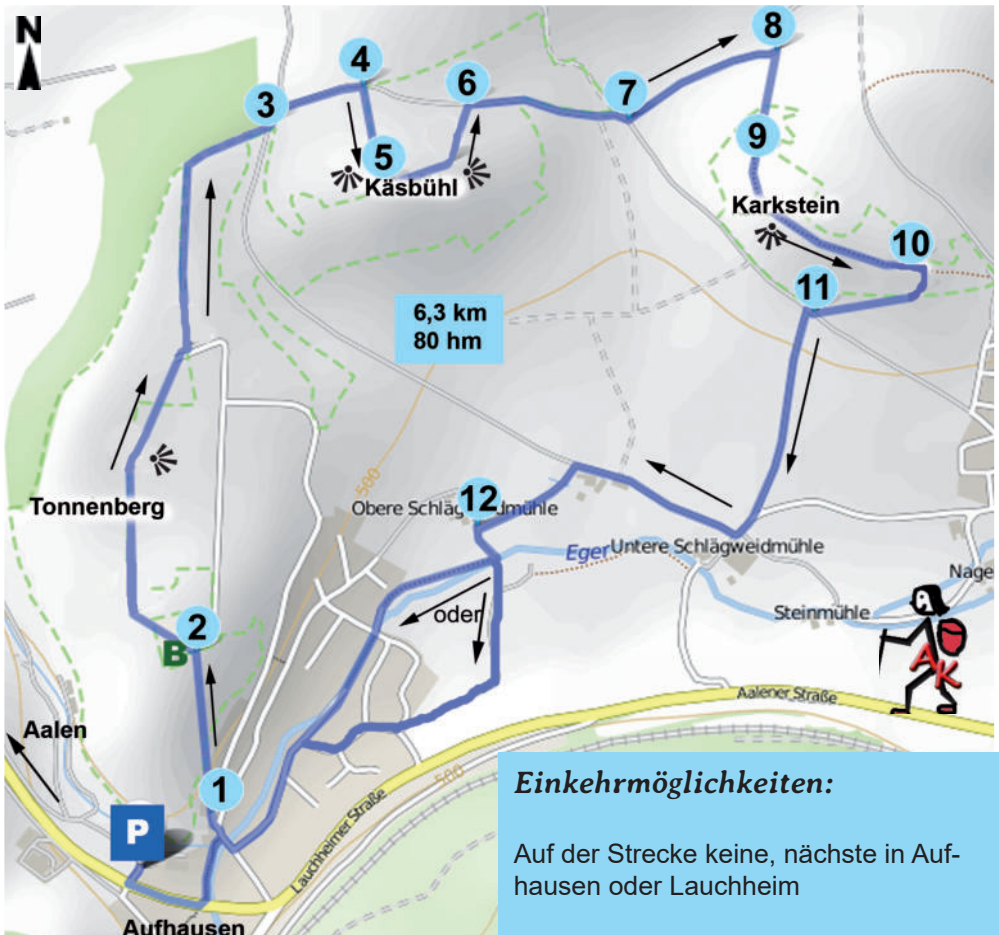 N
8
4
3
6
7
5
9
Käsbühl
Karkstein
10
11
6,3 km
80 hm
500
Tonnenberg
12
Obere Schlägweidmühle
Eger
Untere Schlägweidmühle
Nage
oder
Steinmühle
2
B
AK
Aalener Straße
Aalen
500
1
P
Lauchheimer Straße
Aufhausen
Einkehrmöglichkeiten:
Auf der Strecke keine, nächste in Auf-
hausen oder Lauchheim